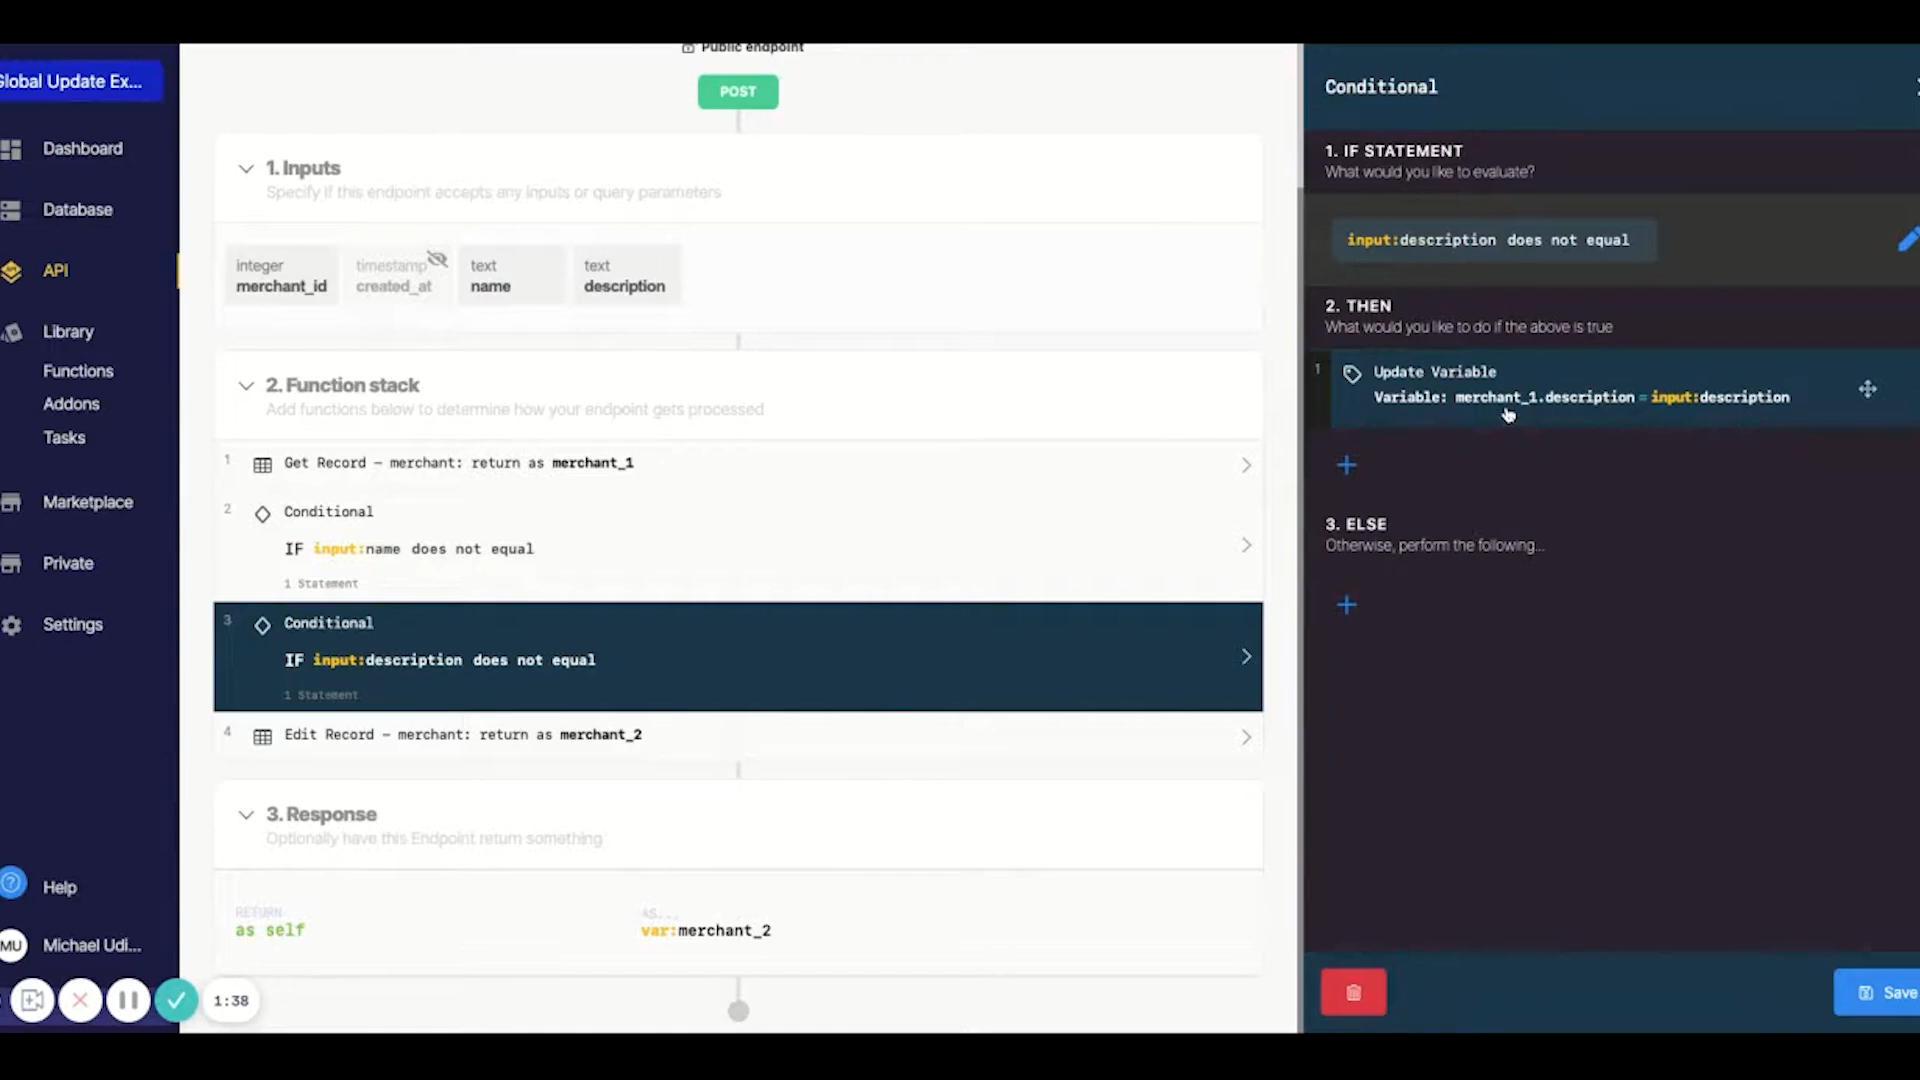 Global Update Ex...
Dashboard
Database
API
Library
Functions
Addons
Tasks
Marketplace
Private
Settings
Help
MU
Michael Udi...
1:38
Public endpoint
POST
1. Inputs
Specify if this endpoint accepts any inputs or query parameters
integer
merchant_id
timestamp
created_at
text
name
text
description
2. Function stack
Add functions below to determine how your endpoint gets processed
1
Get Record – merchant: return as merchant_1
2
Conditional
IF input:name does not equal
1 Statement
3
Conditional
IF input:description does not equal
1 Statement
4
Edit Record – merchant: return as merchant_2
3. Response
Optionally have this Endpoint return something
RETURN
as self
AS...
var:merchant_2
Conditional
1. IF STATEMENT
What would you like to evaluate?
input:description does not equal
2. THEN
What would you like to do if the above is true
1
Update Variable
Variable: merchant_1.description = input:description
3. ELSE
Otherwise, perform the following...
Save